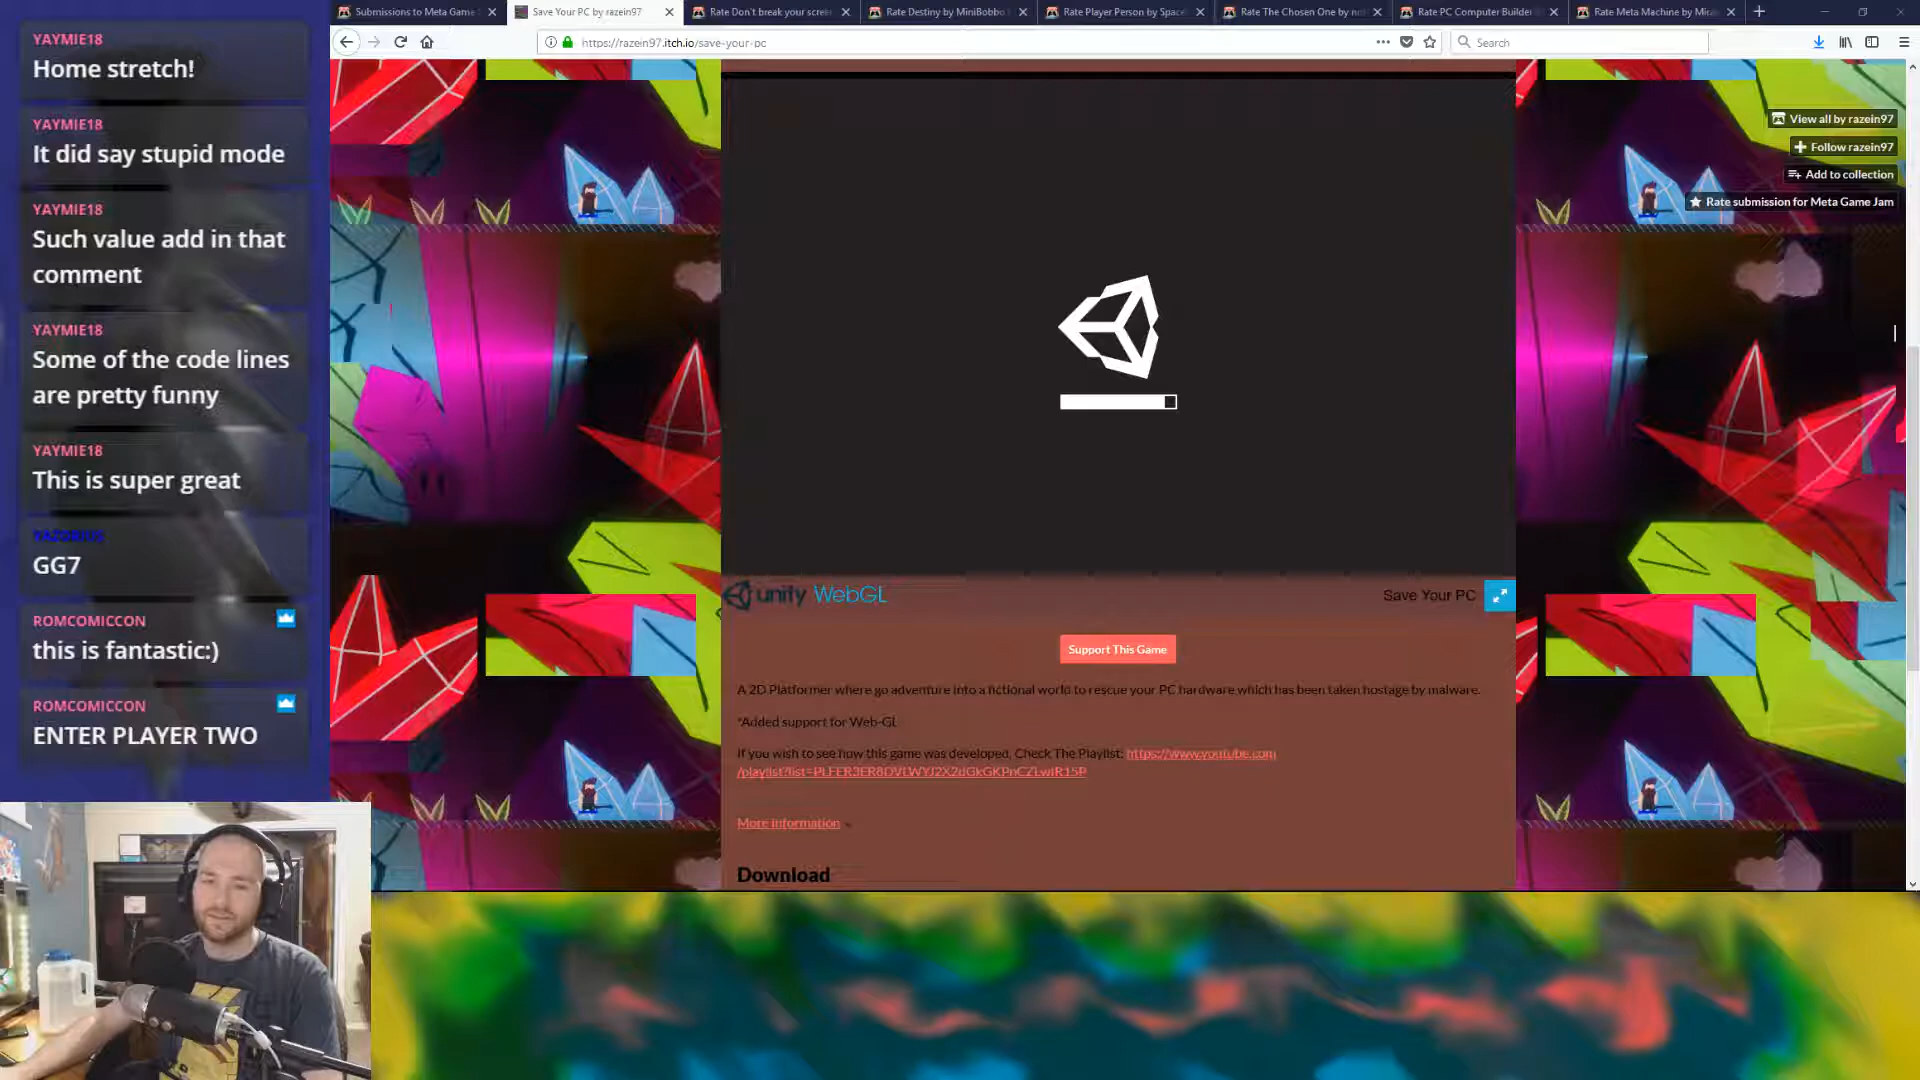 YAYMIE18
Home stretch!
YAYMIE18
It did say stupid mode
YAYMIE18
Such value add in that
comment
YAYMIE18
Some of the code lines
are pretty funny
YAYMIE18
This is super great
GG7
ROMCOMICCON
this is fantastic:)
ROMCOMICCON
ENTER PLAYER TWO
Submissions to Meta Game
Save Your PC by razein97
Rate Don't break your scree
Rate Destiny by MiniBobbo
Rate Player Person by Space
Rate The Chosen One by
Rate PC Computer Builder
Rate Meta Machine by
https://razein97.itch.io/save-your-pc
Search
View all by razein97
Follow razein97
Add to collection
Rate submission for Meta Game Jam
unity WebGL
Save Your PC
Support This Game
A 2D Platformer where go adventure into a fictional world to rescue your PC hardware which has been taken hostage by malware.
*Added support for Web-GL
If you wish to see how this game was developed, Check The Playlist: https://www.youtube.com
More information
Download